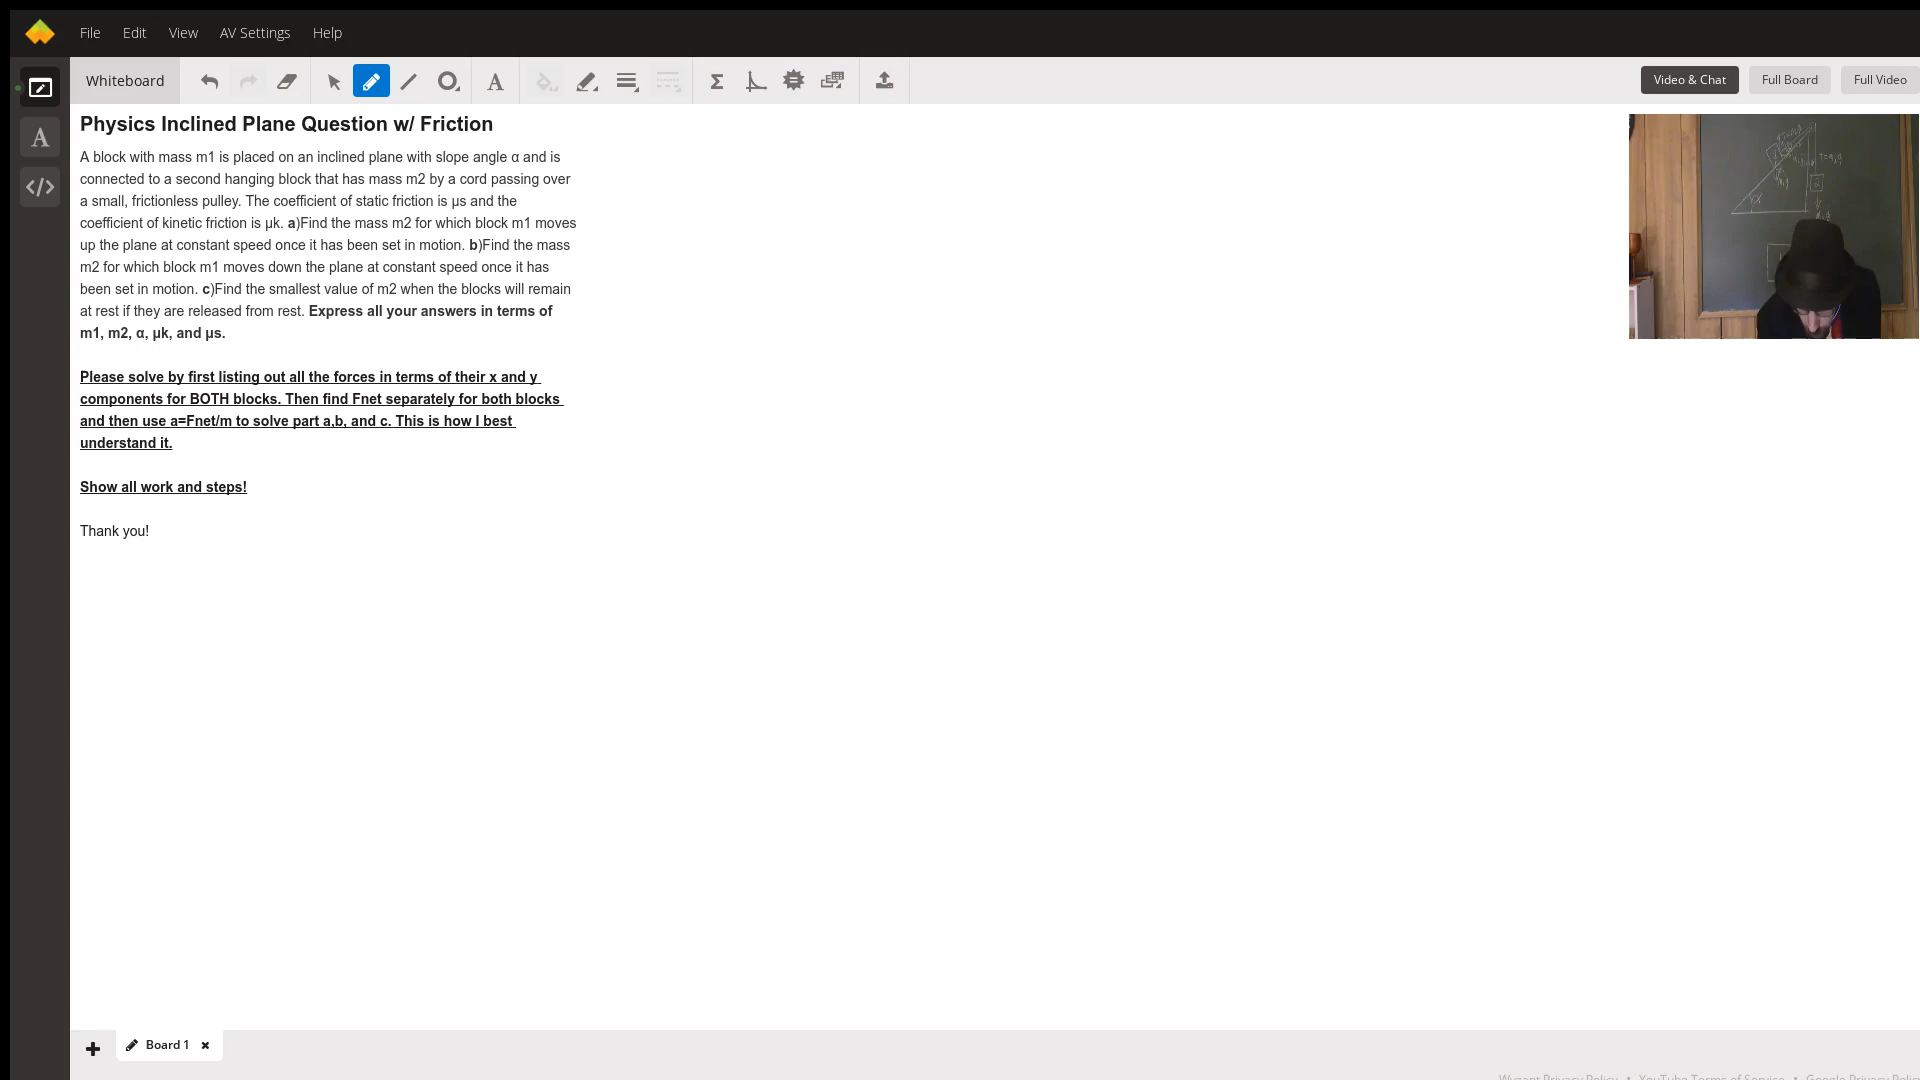 File Edit View AV Settings Help
Whiteboard
Video & Chat Full Board Full Video
Physics Inclined Plane Question w/ Friction
A block with mass m1 is placed on an inclined plane with slope angle α and is
connected to a second hanging block that has mass m2 by a cord passing over
a small, frictionless pulley. The coefficient of static friction is μs and the
coefficient of kinetic friction is μk. a)Find the mass m2 for which block m1 moves
up the plane at constant speed once it has been set in motion. b)Find the mass
m2 for which block m1 moves down the plane at constant speed once it has
been set in motion. c)Find the smallest value of m2 when the blocks will remain
at rest if they are released from rest. Express all your answers in terms of
m1, m2, α, μk, and μs.
Please solve by first listing out all the forces in terms of their x and y
components for BOTH blocks. Then find Fnet separately for both blocks
and then use a=Fnet/m to solve part a,b, and c. This is how I best
understand it.
Show all work and steps!
Thank you!
Board 1
Wyzant Privacy Policy • YouTube Terms of Service • Google Privacy